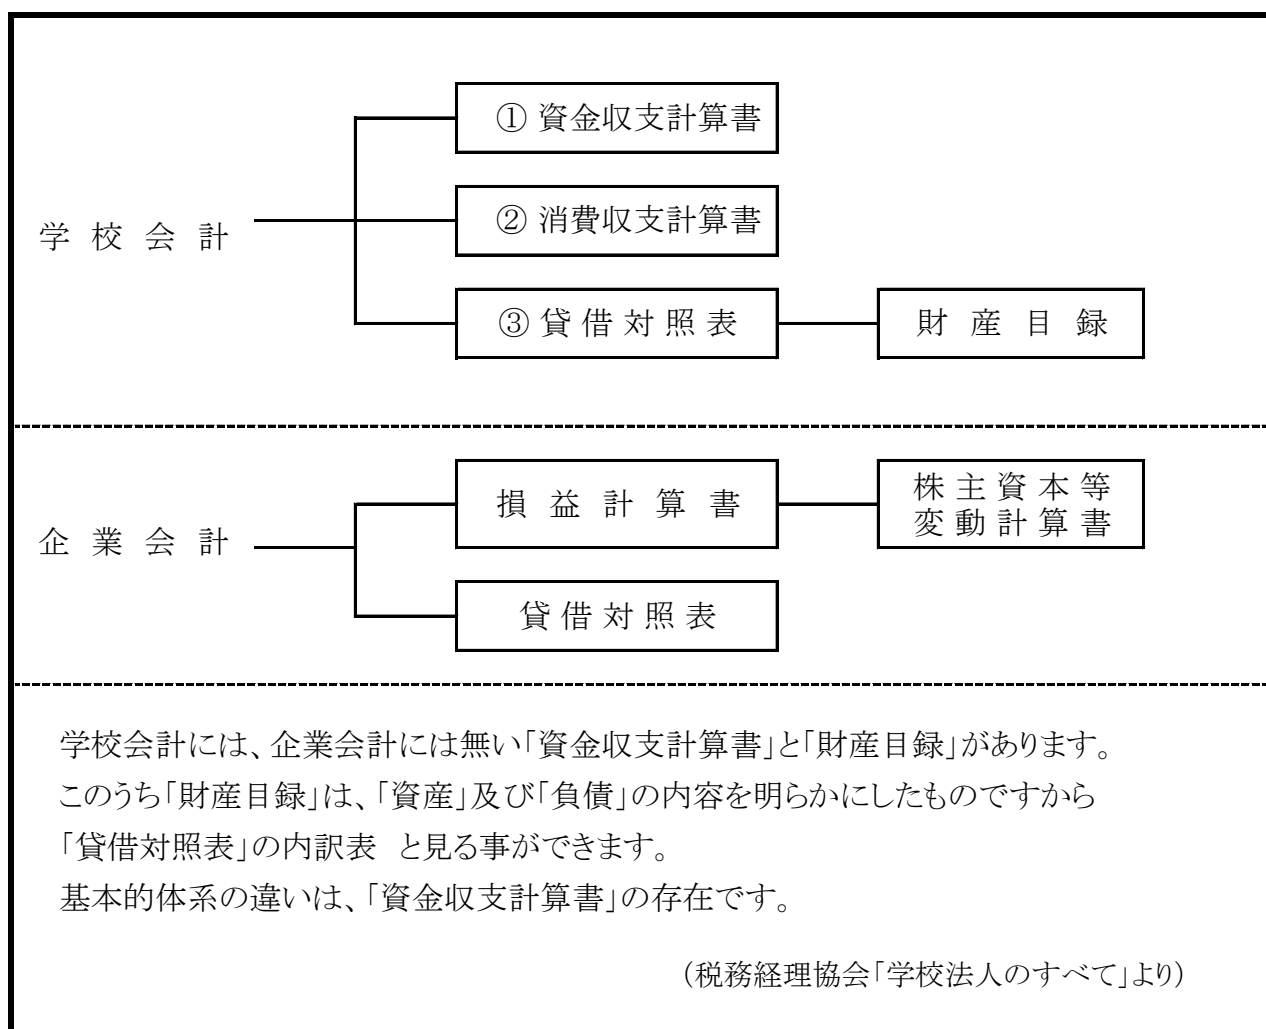 ① 資金収支計算書
② 消費収支計算書
学 校 会 計
③ 貸 借 対 照 表
財 産 目 録
損 益 計 算 書
株 主 資 本 等
変 動 計 算 書
企 業 会 計
貸 借 対 照 表
学校会計には、企業会計には無い「資金収支計算書」と「財産目録」があります。
このうち「財産目録」は、「資産」及び「負債」の内容を明らかにしたものですから
「貸借対照表」の内訳表 と見る事ができます。
基本的体系の違いは、「資金収支計算書」の存在です。
(税務経理協会「学校法人のすべて」より)